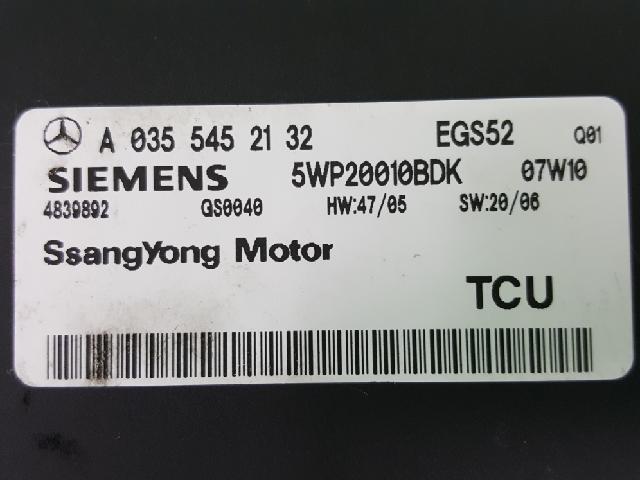 A 035 545 21 32 EGS52 Q01
SIEMENS 5WP20010BDK 07W10
4839892 QS0040 HW:47/05 SW:20/06
SsangYong Motor
TCU